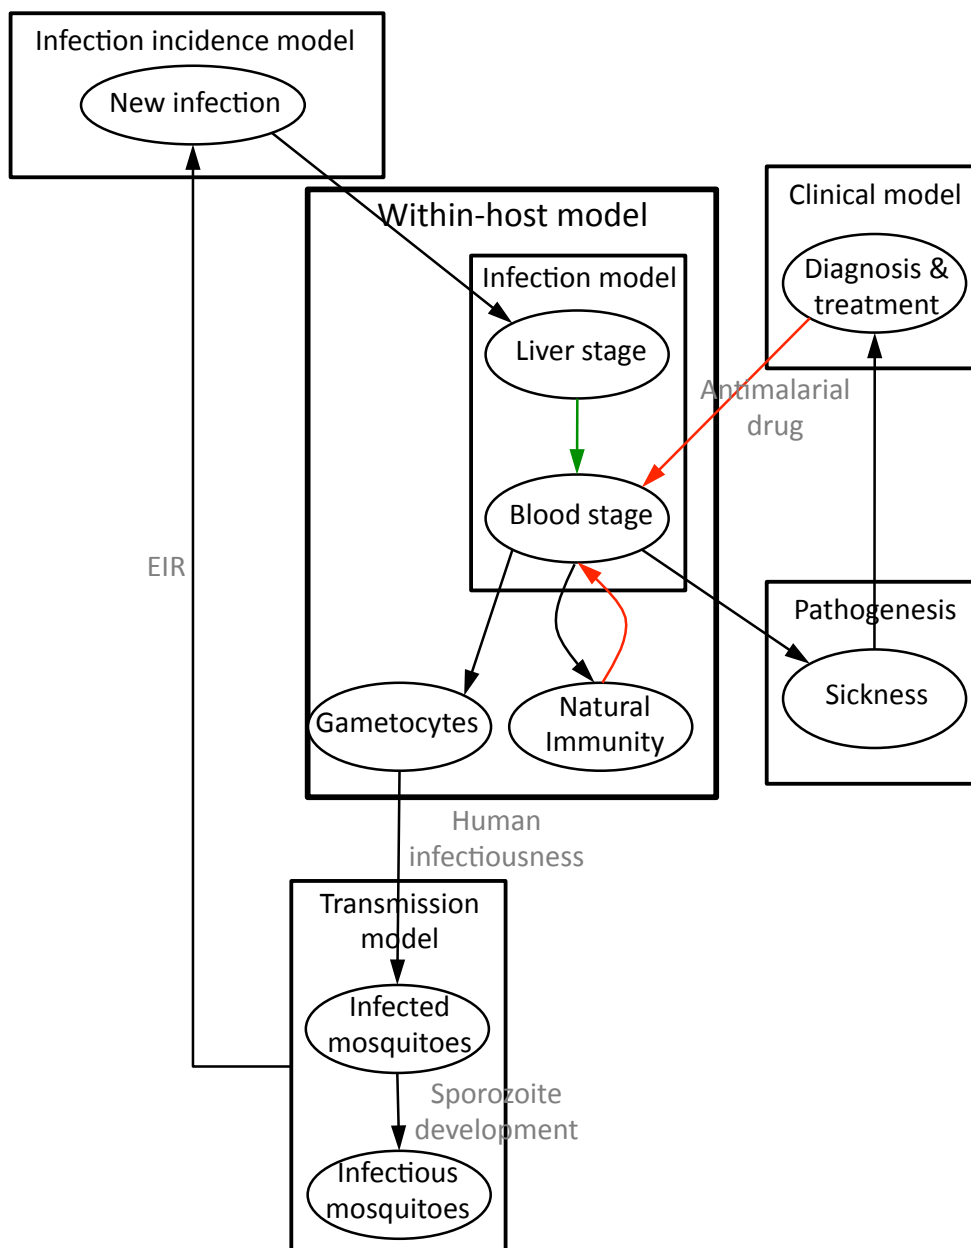 Infection incidence model
New infection
Within-host model
Infection model
Liver stage
Blood stage
Gametocytes
Natural
Immunity
Clinical model
Diagnosis &
treatment
Antimalarial
drug
Pathogenesis
Sickness
EIR
Human
infectiousness
Transmission
model
Infected
mosquitoes
Sporozoite
development
Infectious
mosquitoes